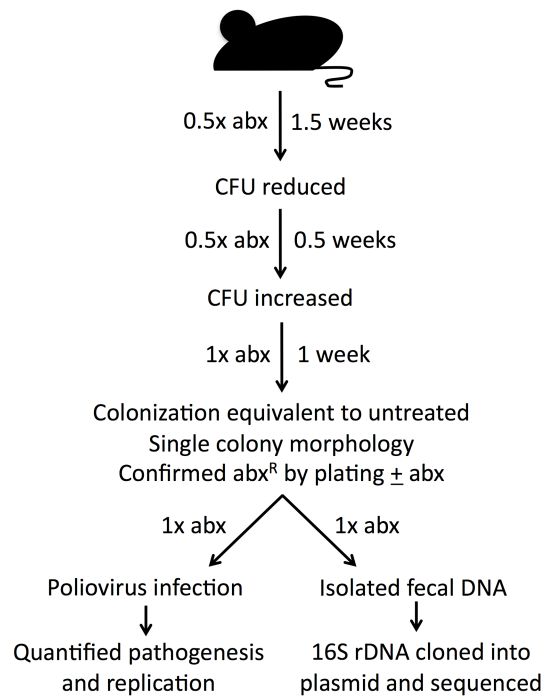 0.5x abx 1.5 weeks
CFU reduced
0.5x abx 0.5 weeks
CFU increased
1x abx 1 week
Colonization equivalent to untreated
Single colony morphology
Confirmed abxᴿ by plating ± abx
1x abx 1x abx
Poliovirus infection
Isolated fecal DNA
Quantified pathogenesis
and replication
16S rDNA cloned into
plasmid and sequenced